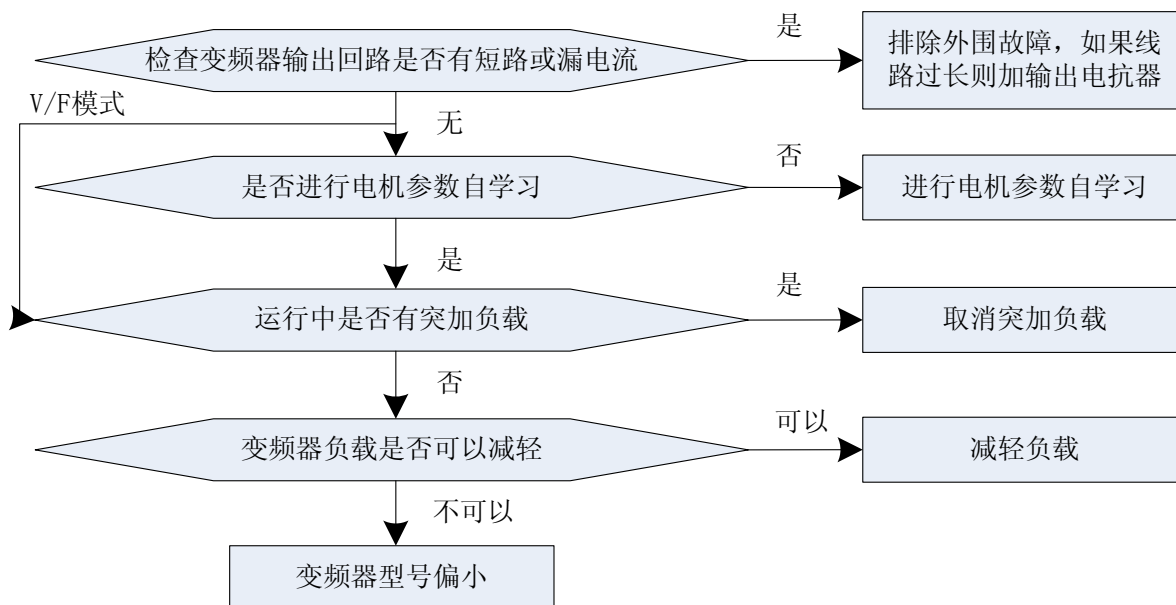 检查变频器输出回路是否有短路或漏电流
是
排除外围故障，如果线
路过长则加输出电抗器
V/F模式
无
是否进行电机参数自学习
否
进行电机参数自学习
是
运行中是否有突加负载
是
取消突加负载
否
变频器负载是否可以减轻
可以
减轻负载
不可以
变频器型号偏小